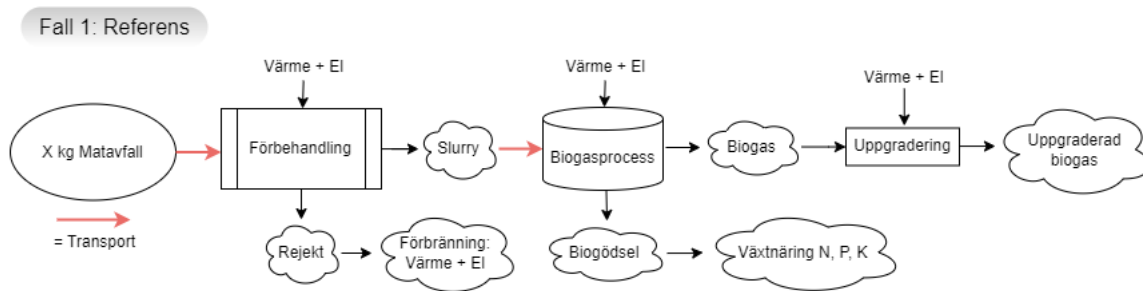 Fall 1: Referens
Värme + El
Värme + El
Värme + El
X kg Matavfall
Förbehandling
Slurry
Biogasprocess
Biogas
Uppgradering
Uppgraderad
biogas
= Transport
Rejekt
Förbränning:
Värme + El
Biogödsel
Växtnäring N, P, K